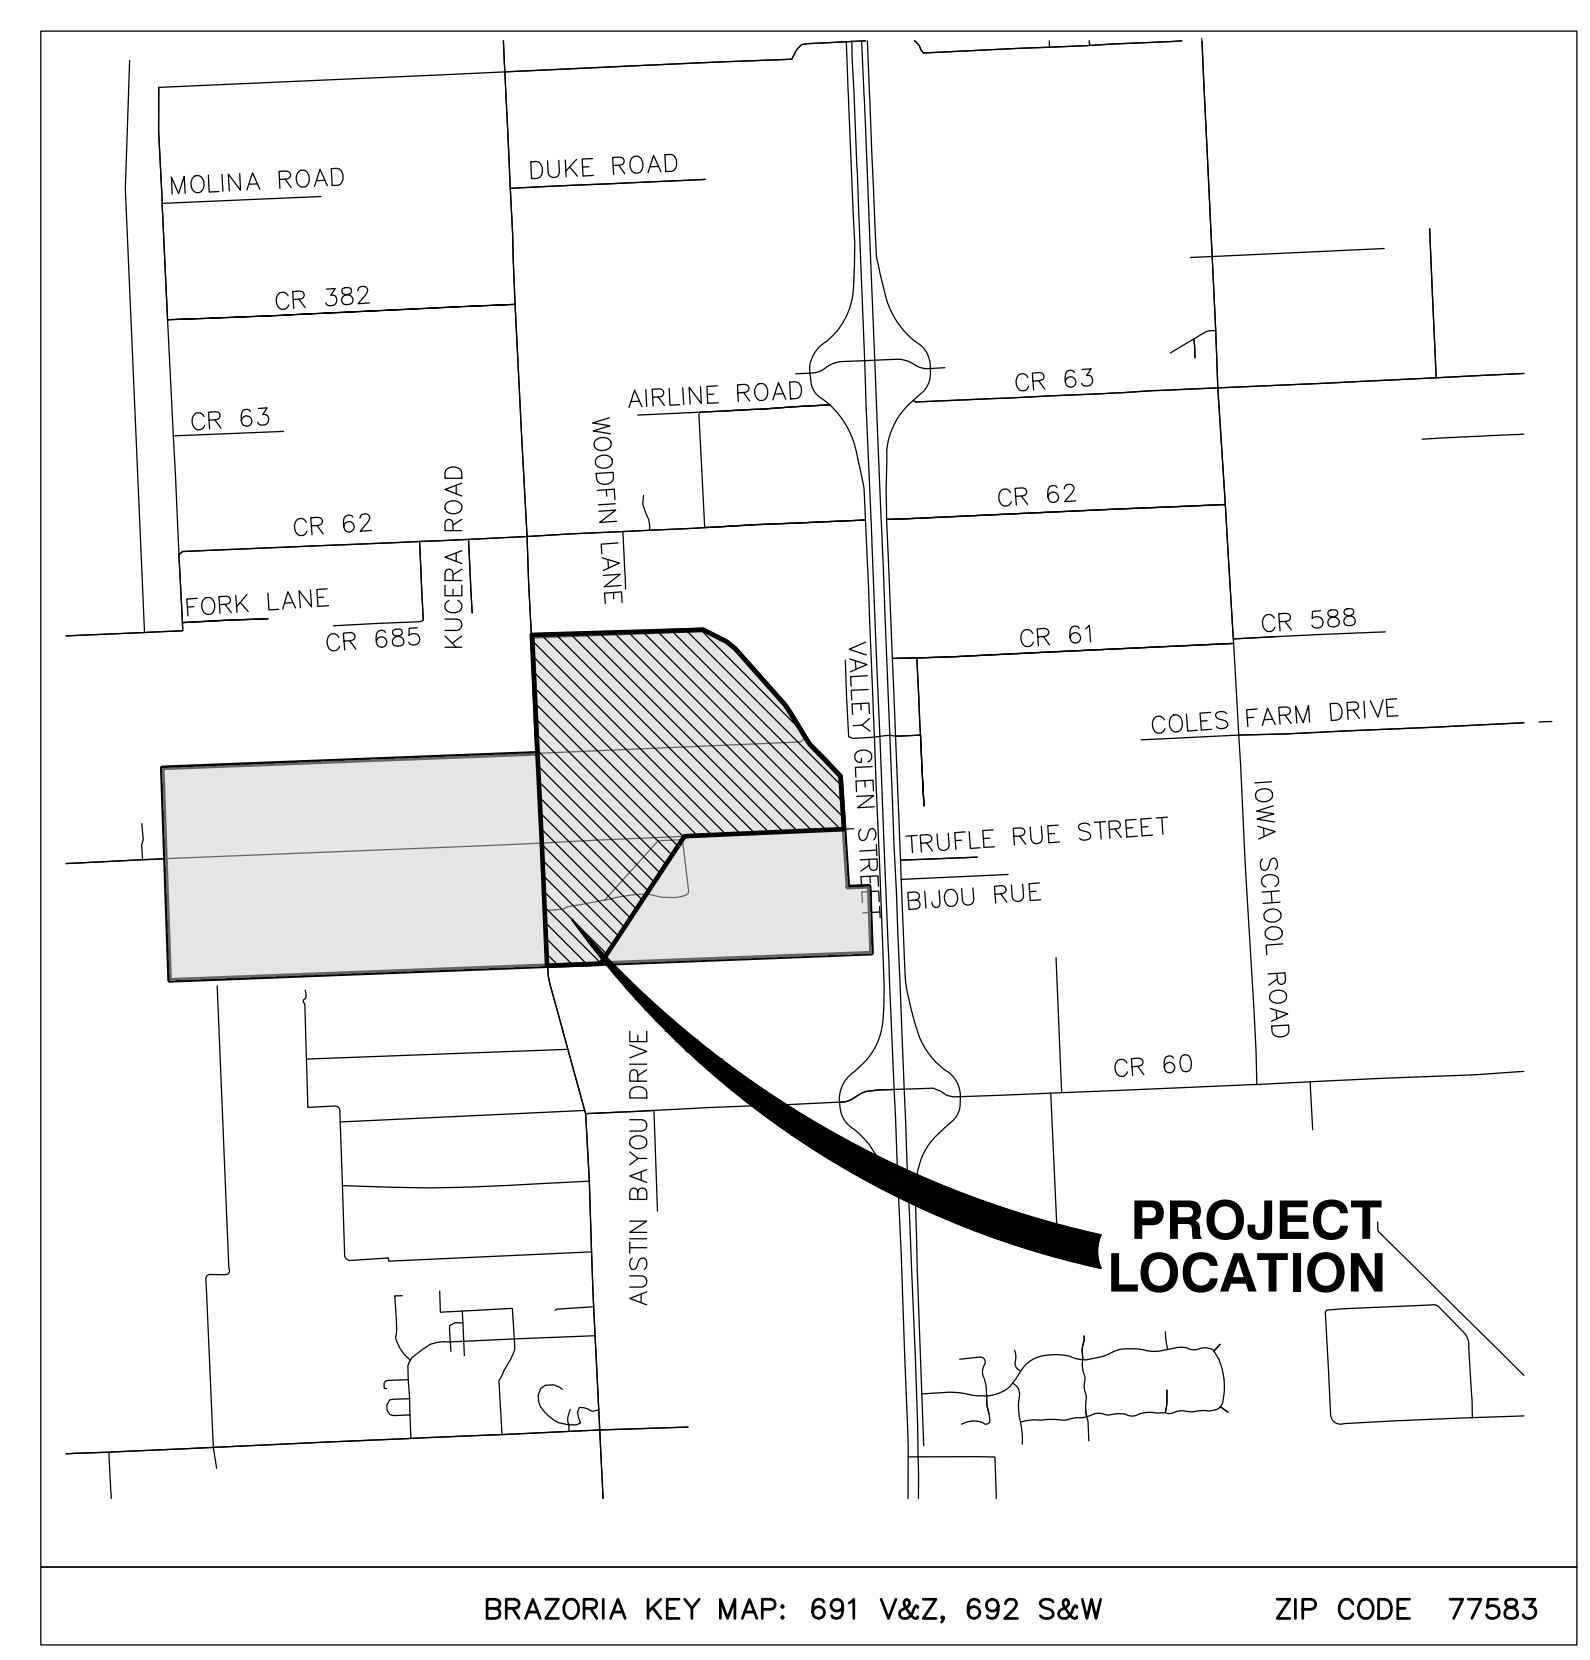 MOLINA ROAD
DUKE ROAD
CR 382
CR 63
AIRLINE ROAD
CR 63
WOODFIN LANE
KUCERA ROAD
CR 62
CR 62
FORK LANE
CR 685
CR 61
CR 588
VALLEY GLEN STREET
COLES FARM DRIVE
IOWA SCHOOL ROAD
TRUFLE RUE STREET
BIJOU RUE
AUSTIN BAYOU DRIVE
CR 60
PROJECT
LOCATION
BRAZORIA KEY MAP: 691 V&Z, 692 S&W
ZIP CODE 77583